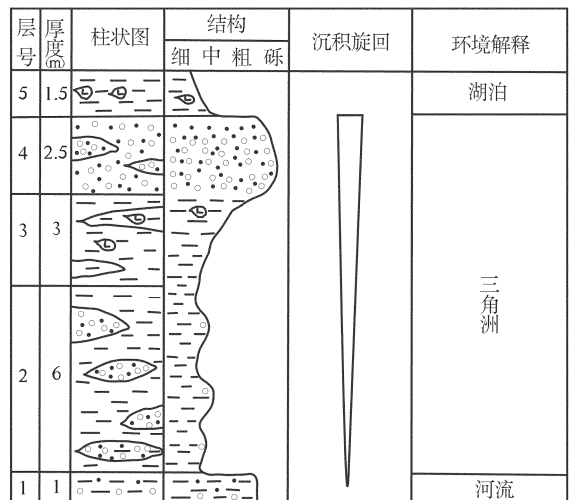 层号 厚度(m) 柱状图 结构 沉积旋回 环境解释
细 中 粗 砾
5 1.5 湖泊
4 2.5
3 3
三角洲
2 6
1 1 河流